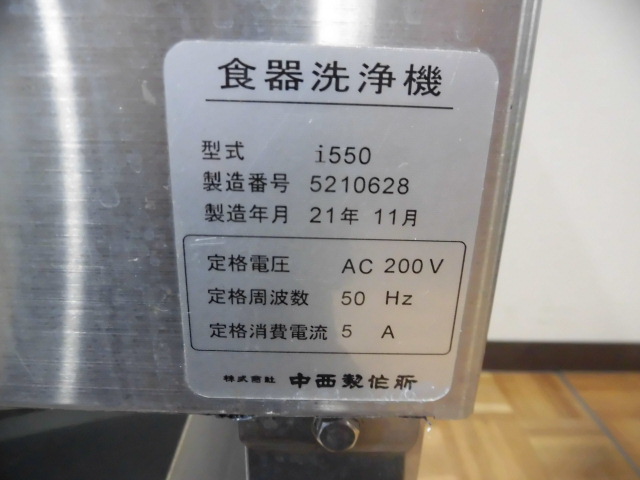 食器洗浄機
型式 i550
製造番号 5210628
製造年月 21年 11月
定格電圧 AC 200 V
定格周波数 50 Hz
定格消費電流 5 A
株式会社 中西製作所